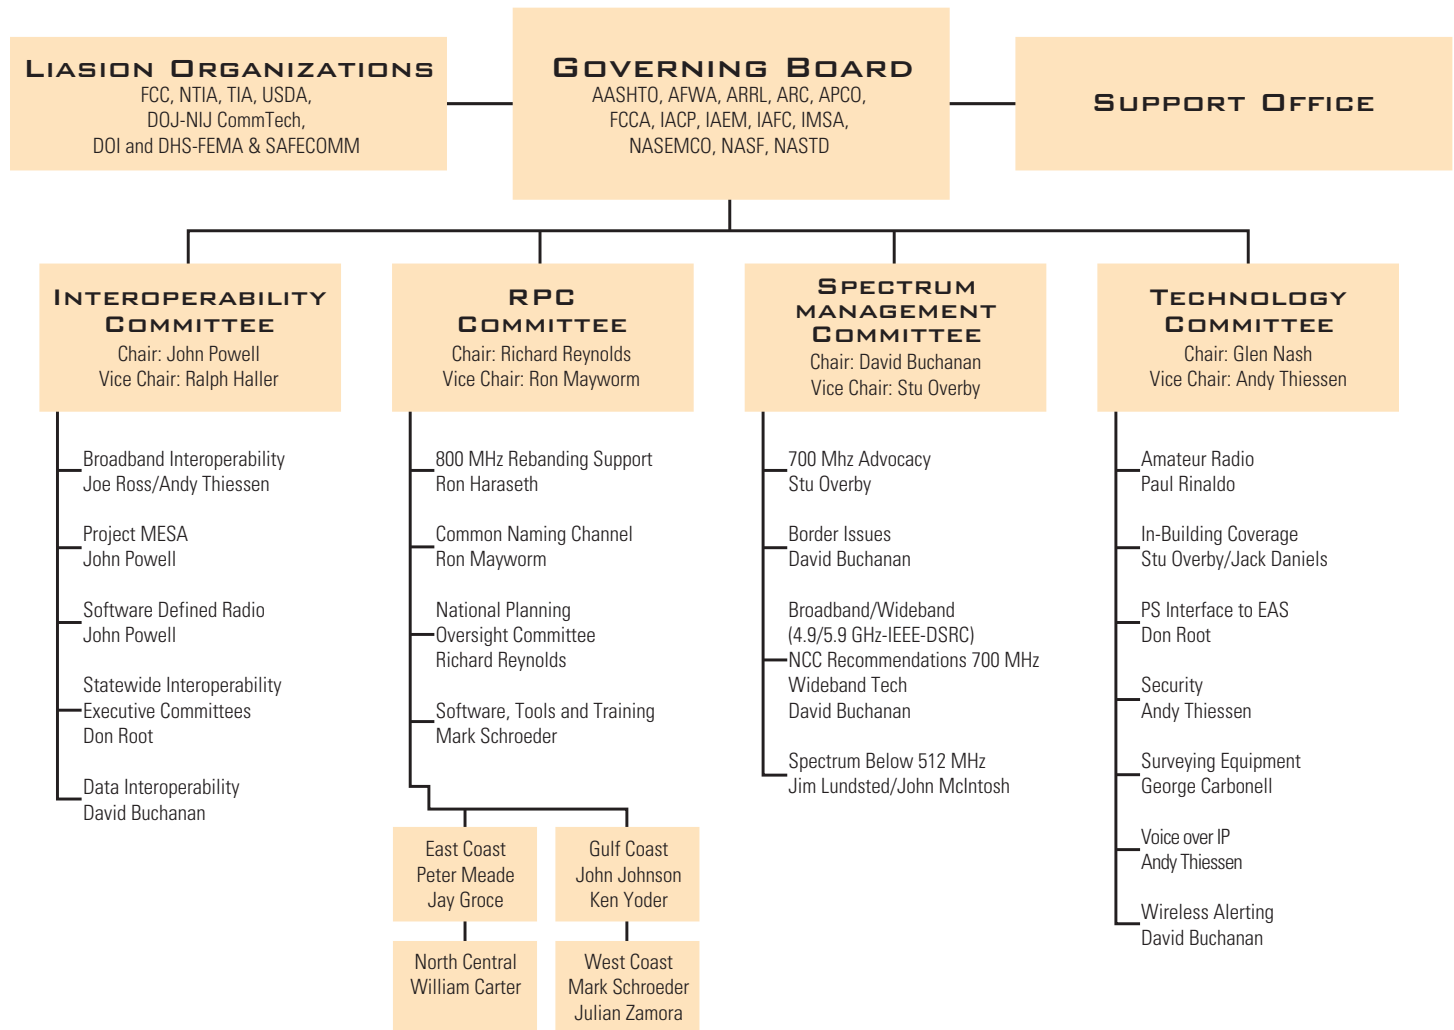 LIASION ORGANIZATIONS
FCC, NTIA, TIA, USDA,
DOJ-NIJ CommTech,
DOI and DHS-FEMA & SAFECOMM
GOVERNING BOARD
AASHTO, AFWA, ARRL, ARC, APCO,
FCCA, IACP, IAEM, IAFC, IMSA,
NASEMCO, NASF, NASTD
SUPPORT OFFICE
INTEROPERABILITY
COMMITTEE
Chair: John Powell
Vice Chair: Ralph Haller
Broadband Interoperability
Joe Ross/Andy Thiessen
Project MESA
John Powell
Software Defined Radio
John Powell
Statewide Interoperability
Executive Committees
Don Root
Data Interoperability
David Buchanan
RPC
COMMITTEE
Chair: Richard Reynolds
Vice Chair: Ron Mayworm
800 MHz Rebanding Support
Ron Haraseth
Common Naming Channel
Ron Mayworm
National Planning
Oversight Committee
Richard Reynolds
Software, Tools and Training
Mark Schroeder
East Coast
Peter Meade
Jay Groce
Gulf Coast
John Johnson
Ken Yoder
North Central
William Carter
West Coast
Mark Schroeder
Julian Zamora
SPECTRUM
MANAGEMENT
COMMITTEE
Chair: David Buchanan
Vice Chair: Stu Overby
700 Mhz Advocacy
Stu Overby
Border Issues
David Buchanan
Broadband/Wideband
(4.9/5.9 GHz-IEEE-DSRC)
NCC Recommendations 700 MHz
Wideband Tech
David Buchanan
Spectrum Below 512 MHz
Jim Lundsted/John McIntosh
TECHNOLOGY
COMMITTEE
Chair: Glen Nash
Vice Chair: Andy Thiessen
Amateur Radio
Paul Rinaldo
In-Building Coverage
Stu Overby/Jack Daniels
PS Interface to EAS
Don Root
Security
Andy Thiessen
Surveying Equipment
George Carbonell
Voice over IP
Andy Thiessen
Wireless Alerting
David Buchanan